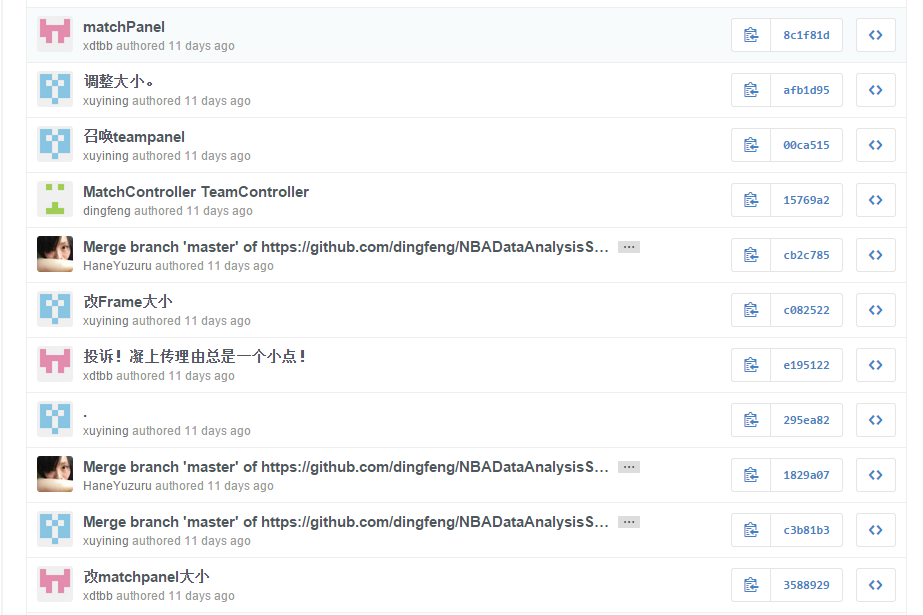 matchPanel
8c1f81d
xdtbb authored 11 days ago
调整大小。
afb1d95
xuyining authored 11 days ago
召唤teampanel
00ca515
xuyining authored 11 days ago
MatchController TeamController
15769a2
dingfeng authored 11 days ago
Merge branch 'master' of https://github.com/dingfeng/NBADataAnalysisS… …
cb2c785
HaneYuzuru authored 11 days ago
改Frame大小
c082522
xuyining authored 11 days ago
投诉！凝上传理由总是一个小点！
e195122
xdtbb authored 11 days ago
.
295ea82
xuyining authored 11 days ago
Merge branch 'master' of https://github.com/dingfeng/NBADataAnalysisS… …
1829a07
HaneYuzuru authored 11 days ago
Merge branch 'master' of https://github.com/dingfeng/NBADataAnalysisS… …
c3b81b3
xuyining authored 11 days ago
改matchpanel大小
3588929
xdtbb authored 11 days ago